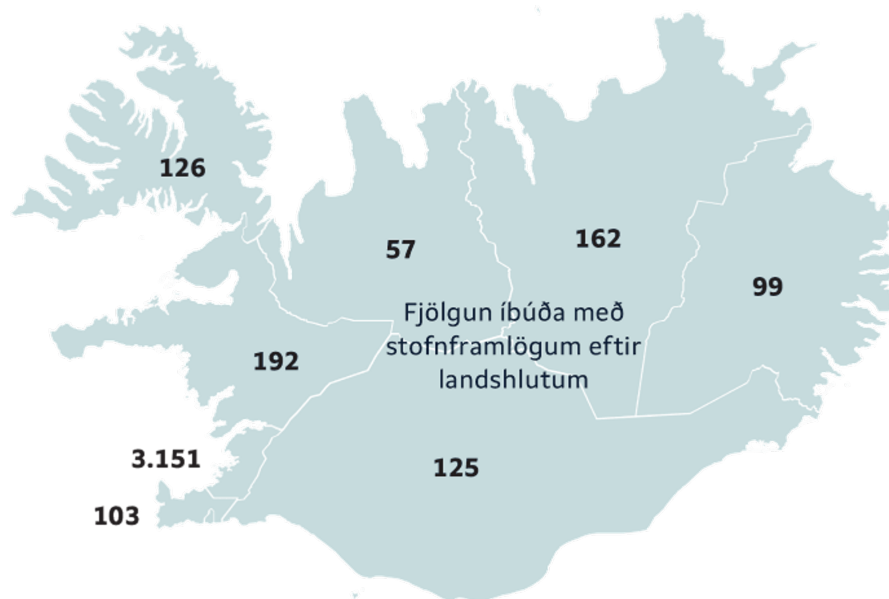 126
57
162
99
Fjölgun íbúða með
stofnframlögum eftir
landshlutum
192
3.151
125
103